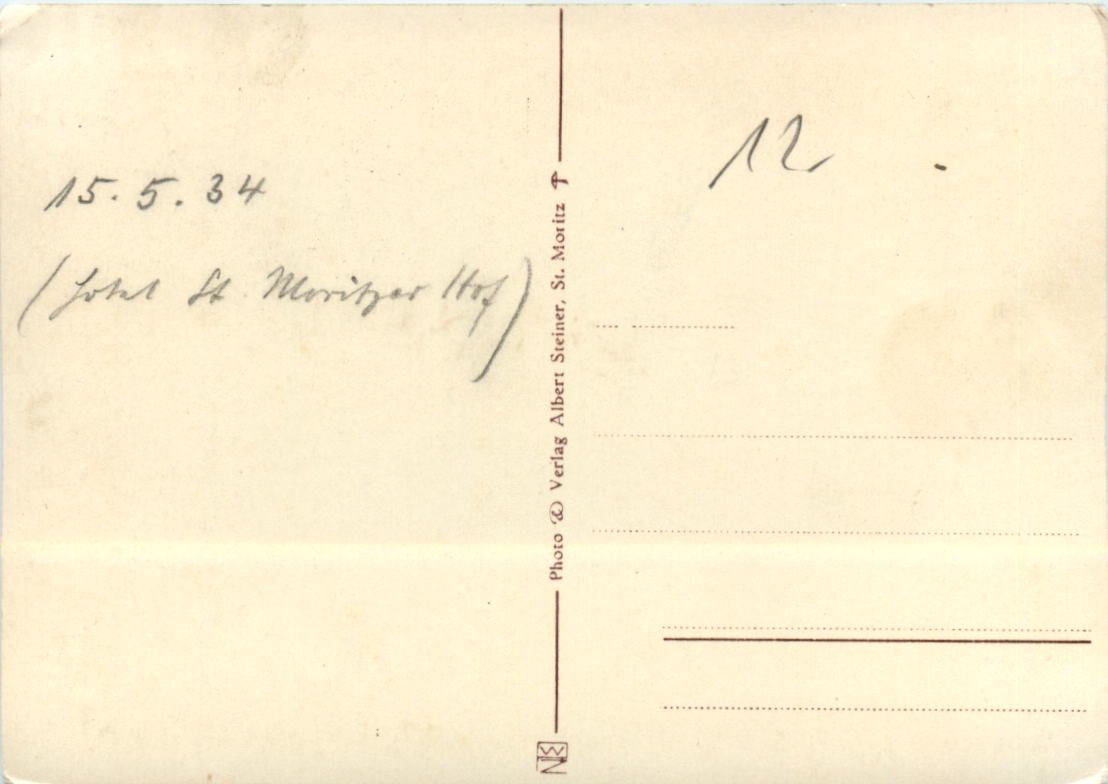 15.5.34
(Hotel St. Moritzer Hof)
Photo & Verlag Albert Steiner, St. Moritz
12.